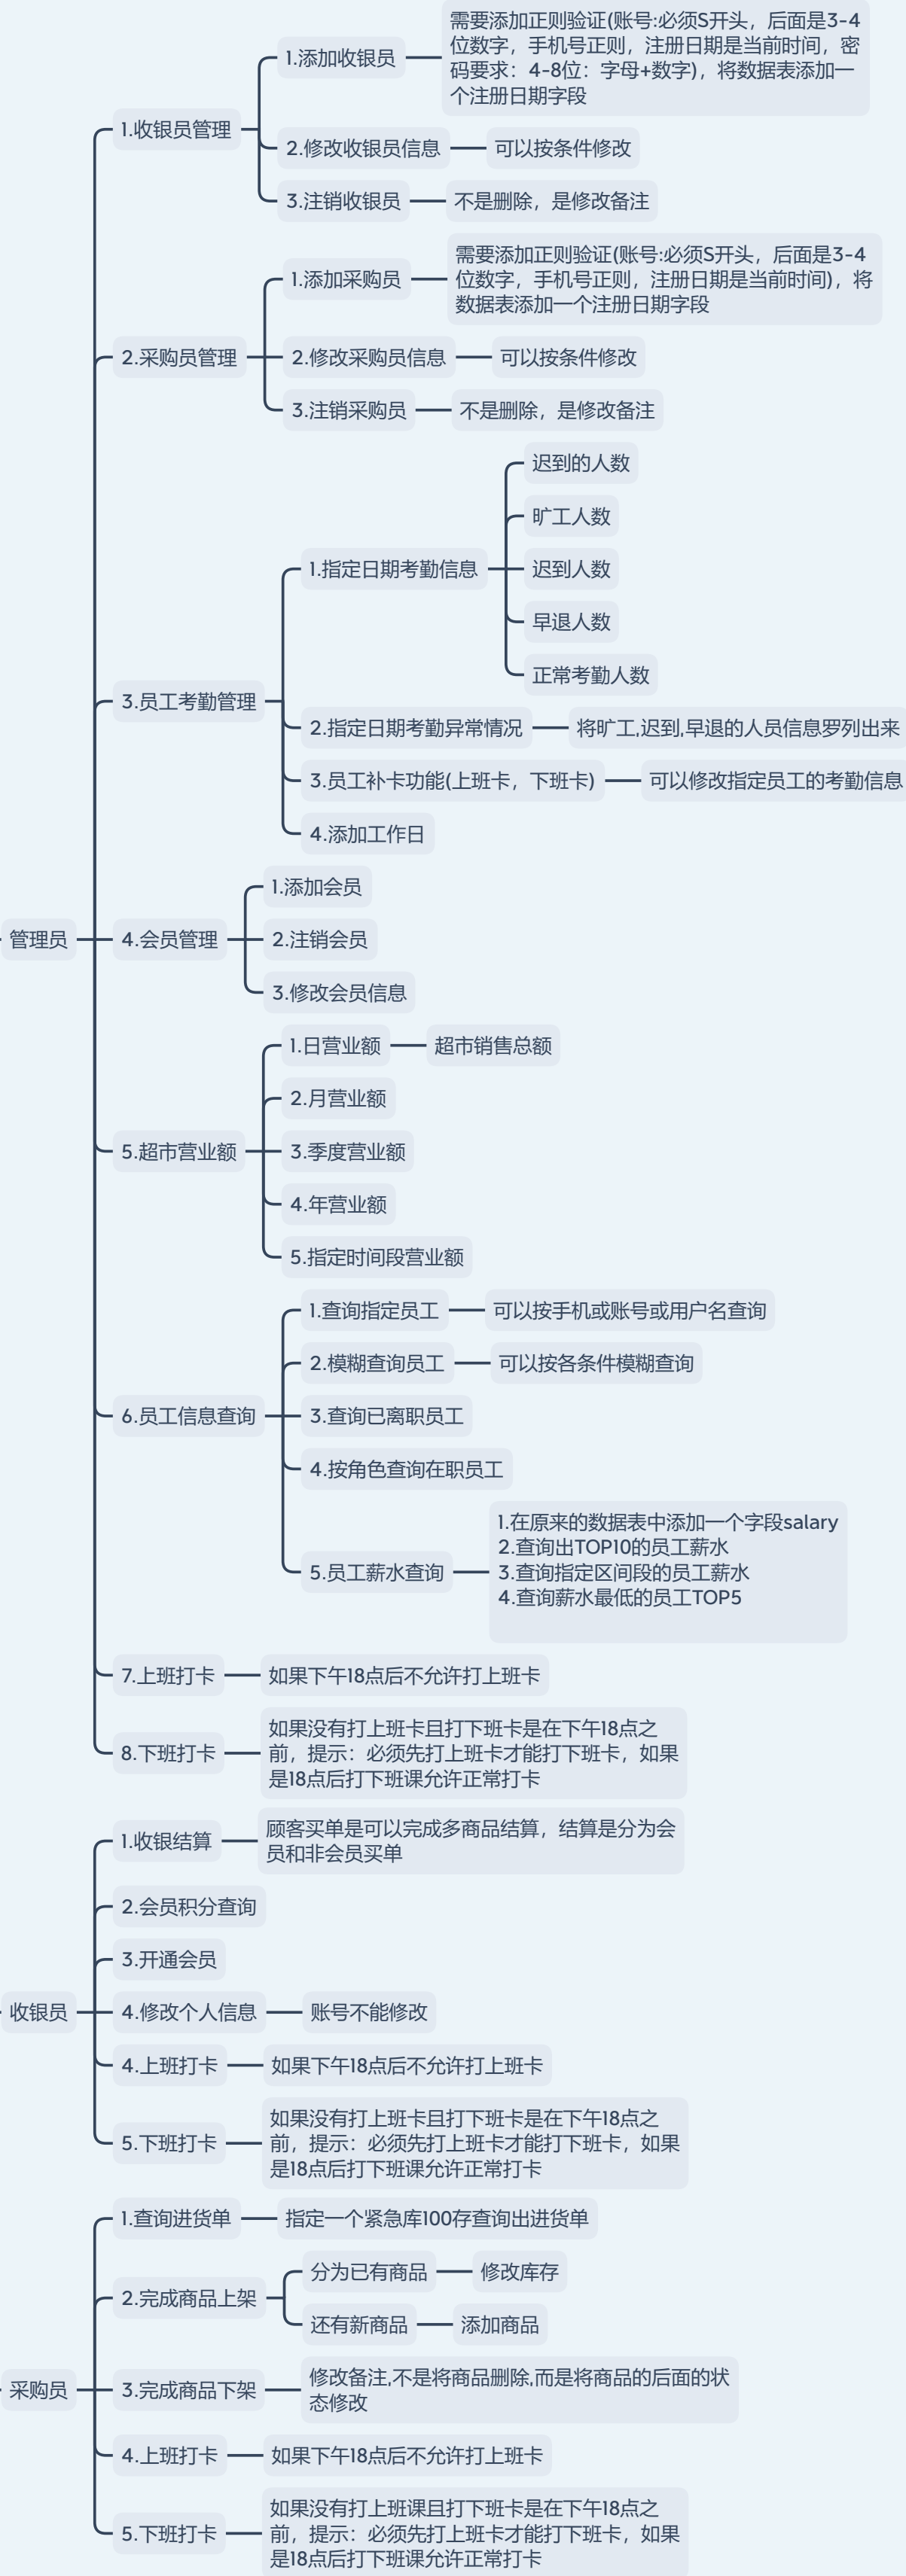 管理员
1.收银员管理
1.添加收银员
需要添加正则验证(账号:必须S开头，后面是3-4
位数字，手机号正则，注册日期是当前时间，密
码要求：4-8位：字母+数字)，将数据表添加一
个注册日期字段
2.修改收银员信息
可以按条件修改
3.注销收银员
不是删除，是修改备注
2.采购员管理
1.添加采购员
需要添加正则验证(账号:必须S开头，后面是3-4
位数字，手机号正则，注册日期是当前时间)，将
数据表添加一个注册日期字段
2.修改采购员信息
可以按条件修改
3.注销采购员
不是删除，是修改备注
3.员工考勤管理
1.指定日期考勤信息
迟到的人数
旷工人数
迟到人数
早退人数
正常考勤人数
2.指定日期考勤异常情况
将旷工,迟到,早退的人员信息罗列出来
3.员工补卡功能(上班卡，下班卡)
可以修改指定员工的考勤信息
4.添加工作日
4.会员管理
1.添加会员
2.注销会员
3.修改会员信息
5.超市营业额
1.日营业额
超市销售总额
2.月营业额
3.季度营业额
4.年营业额
5.指定时间段营业额
6.员工信息查询
1.查询指定员工
可以按手机或账号或用户名查询
2.模糊查询员工
可以按各条件模糊查询
3.查询已离职员工
4.按角色查询在职员工
5.员工薪水查询
1.在原来的数据表中添加一个字段salary
2.查询出TOP10的员工薪水
3.查询指定区间段的员工薪水
4.查询薪水最低的员工TOP5
7.上班打卡
如果下午18点后不允许打上班卡
8.下班打卡
如果没有打上班卡且打下班卡是在下午18点之
前，提示：必须先打上班卡才能打下班卡，如果
是18点后打下班课允许正常打卡
收银员
1.收银结算
顾客买单是可以完成多商品结算，结算是分为会
员和非会员买单
2.会员积分查询
3.开通会员
4.修改个人信息
账号不能修改
4.上班打卡
如果下午18点后不允许打上班卡
5.下班打卡
如果没有打上班卡且打下班卡是在下午18点之
前，提示：必须先打上班卡才能打下班卡，如果
是18点后打下班课允许正常打卡
采购员
1.查询进货单
指定一个紧急库100存查询出进货单
2.完成商品上架
分为已有商品
修改库存
还有新商品
添加商品
3.完成商品下架
修改备注,不是将商品删除,而是将商品的后面的状
态修改
4.上班打卡
如果下午18点后不允许打上班卡
5.下班打卡
如果没有打上班课且打下班卡是在下午18点之
前，提示：必须先打上班卡才能打下班卡，如果
是18点后打下班课允许正常打卡